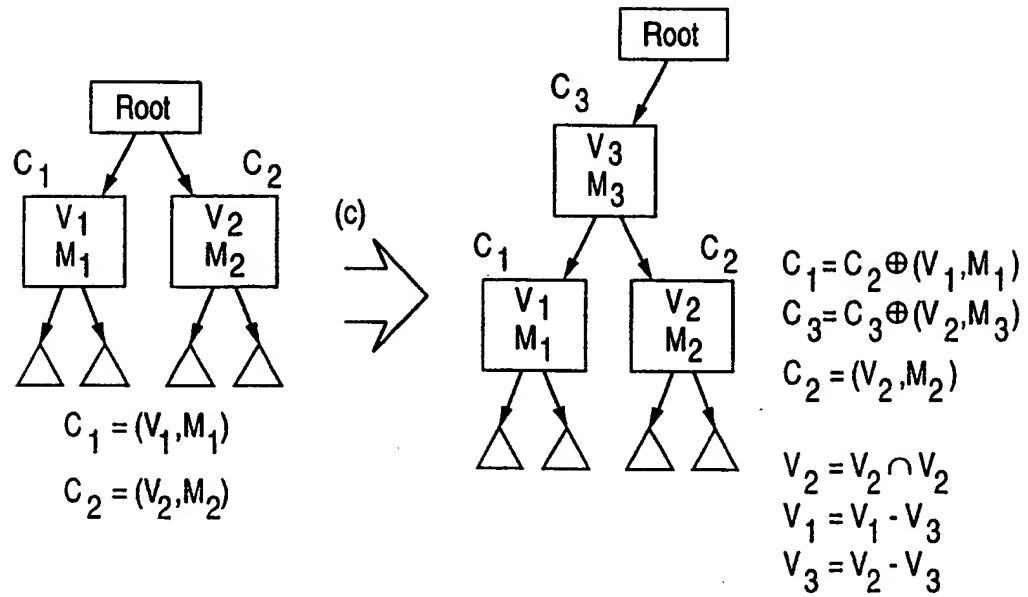 Root
C₁
C₂
V₁
M₁
V₂
M₂
C₁ = (V₁,M₁)
C₂ = (V₂,M₂)
(c)
Root
C₃
V₃
M₃
C₁
C₂
V₁
M₁
V₂
M₂
C₁ = C₂ ⊕ (V₁,M₁)
C₃ = C₃ ⊕ (V₂,M₃)
C₂ = (V₂,M₂)
V₂ = V₂ ∩ V₂
V₁ = V₁ - V₃
V₃ = V₂ - V₃